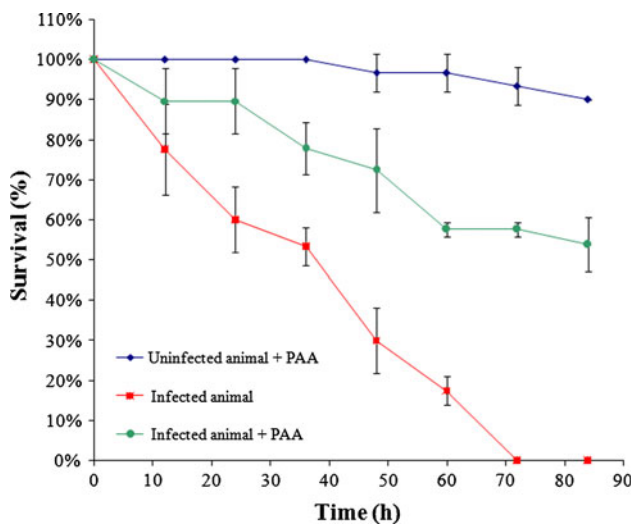 110%
100%
90%
80%
70%
60%
50%
40%
30%
20%
10%
0%
Survival (%)
Uninfected animal + PAA
Infected animal
Infected animal + PAA
0 10 20 30 40 50 60 70 80 90
Time (h)